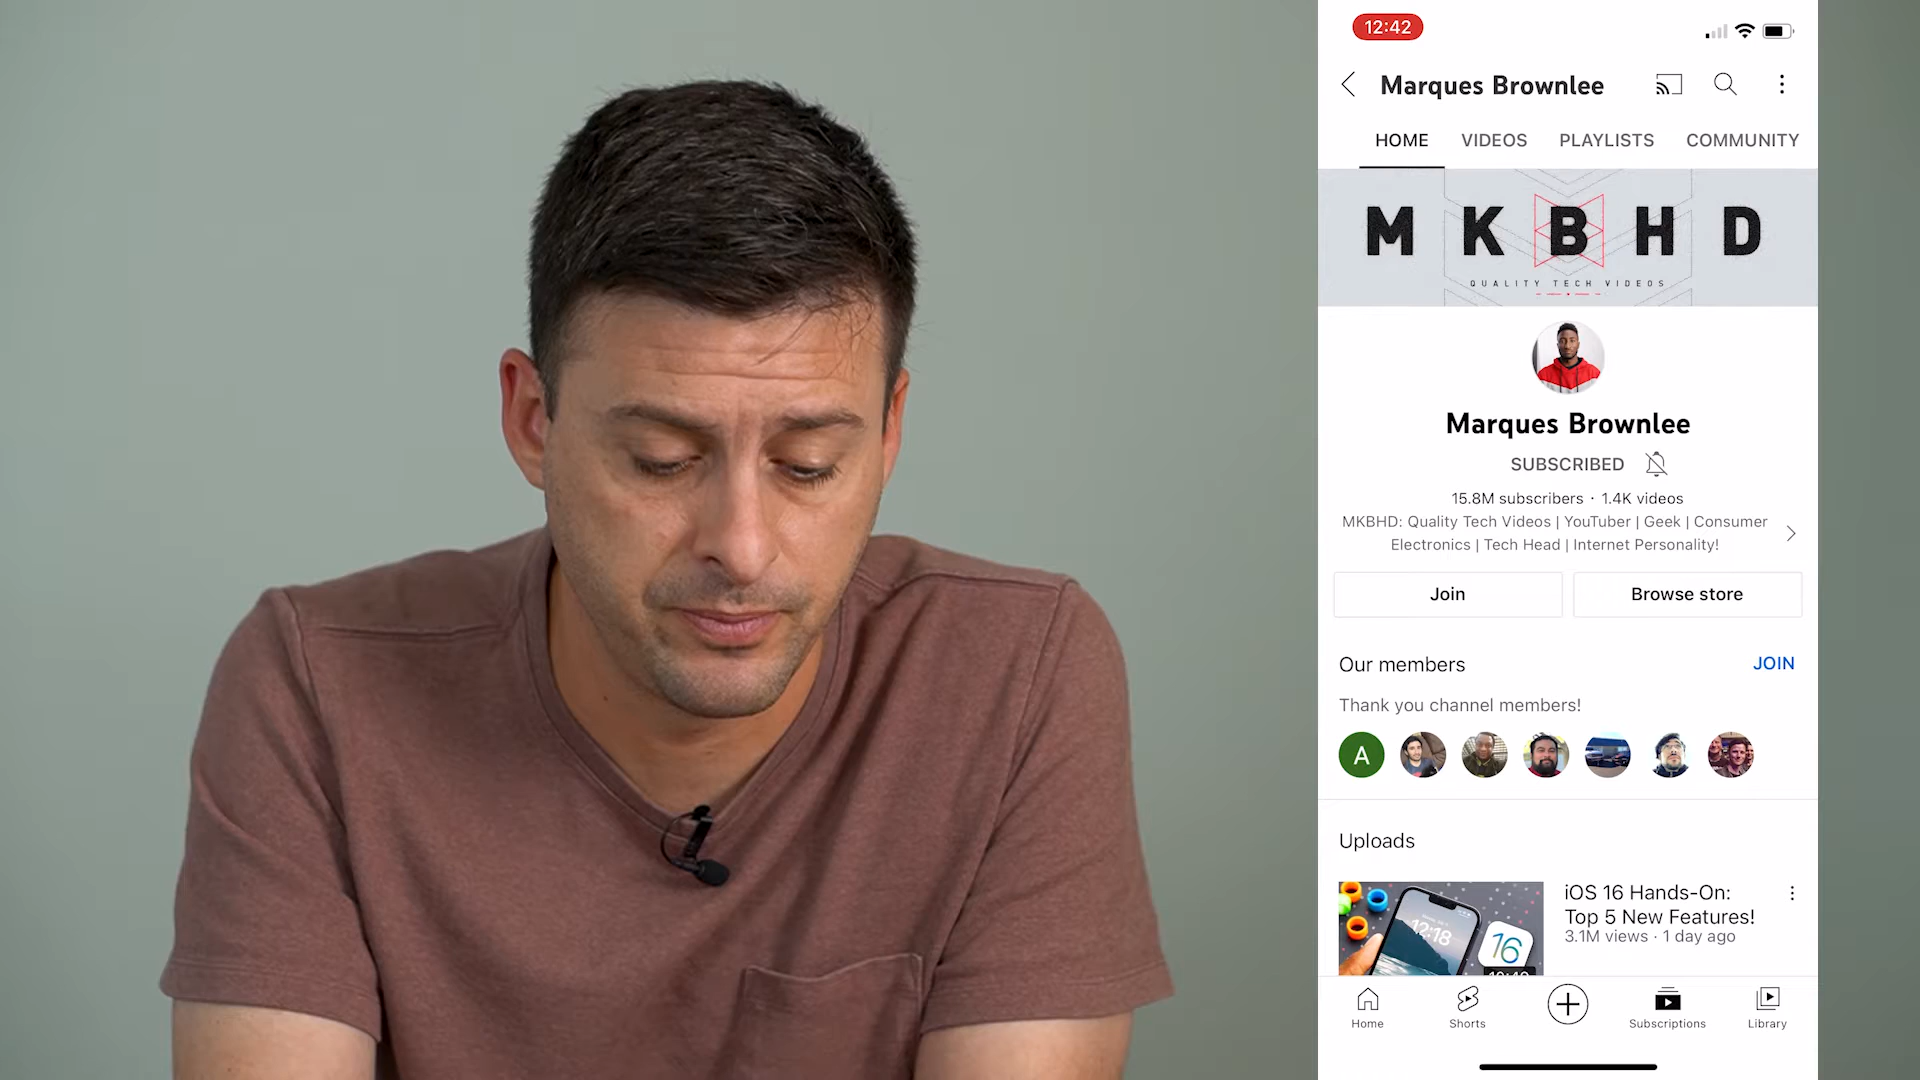 12:42
Marques Brownlee
HOME VIDEOS PLAYLISTS COMMUNITY
M K B H D
QUALITY TECH VIDEOS
Marques Brownlee
SUBSCRIBED
15.8M subscribers · 1.4K videos
MKBHD: Quality Tech Videos | YouTuber | Geek | Consumer
Electronics | Tech Head | Internet Personality!
Join Browse store
Our members JOIN
Thank you channel members!
A
Uploads
12:18
16
iOS 16 Hands-On:
Top 5 New Features!
3.1M views · 1 day ago
Home Shorts Subscriptions Library